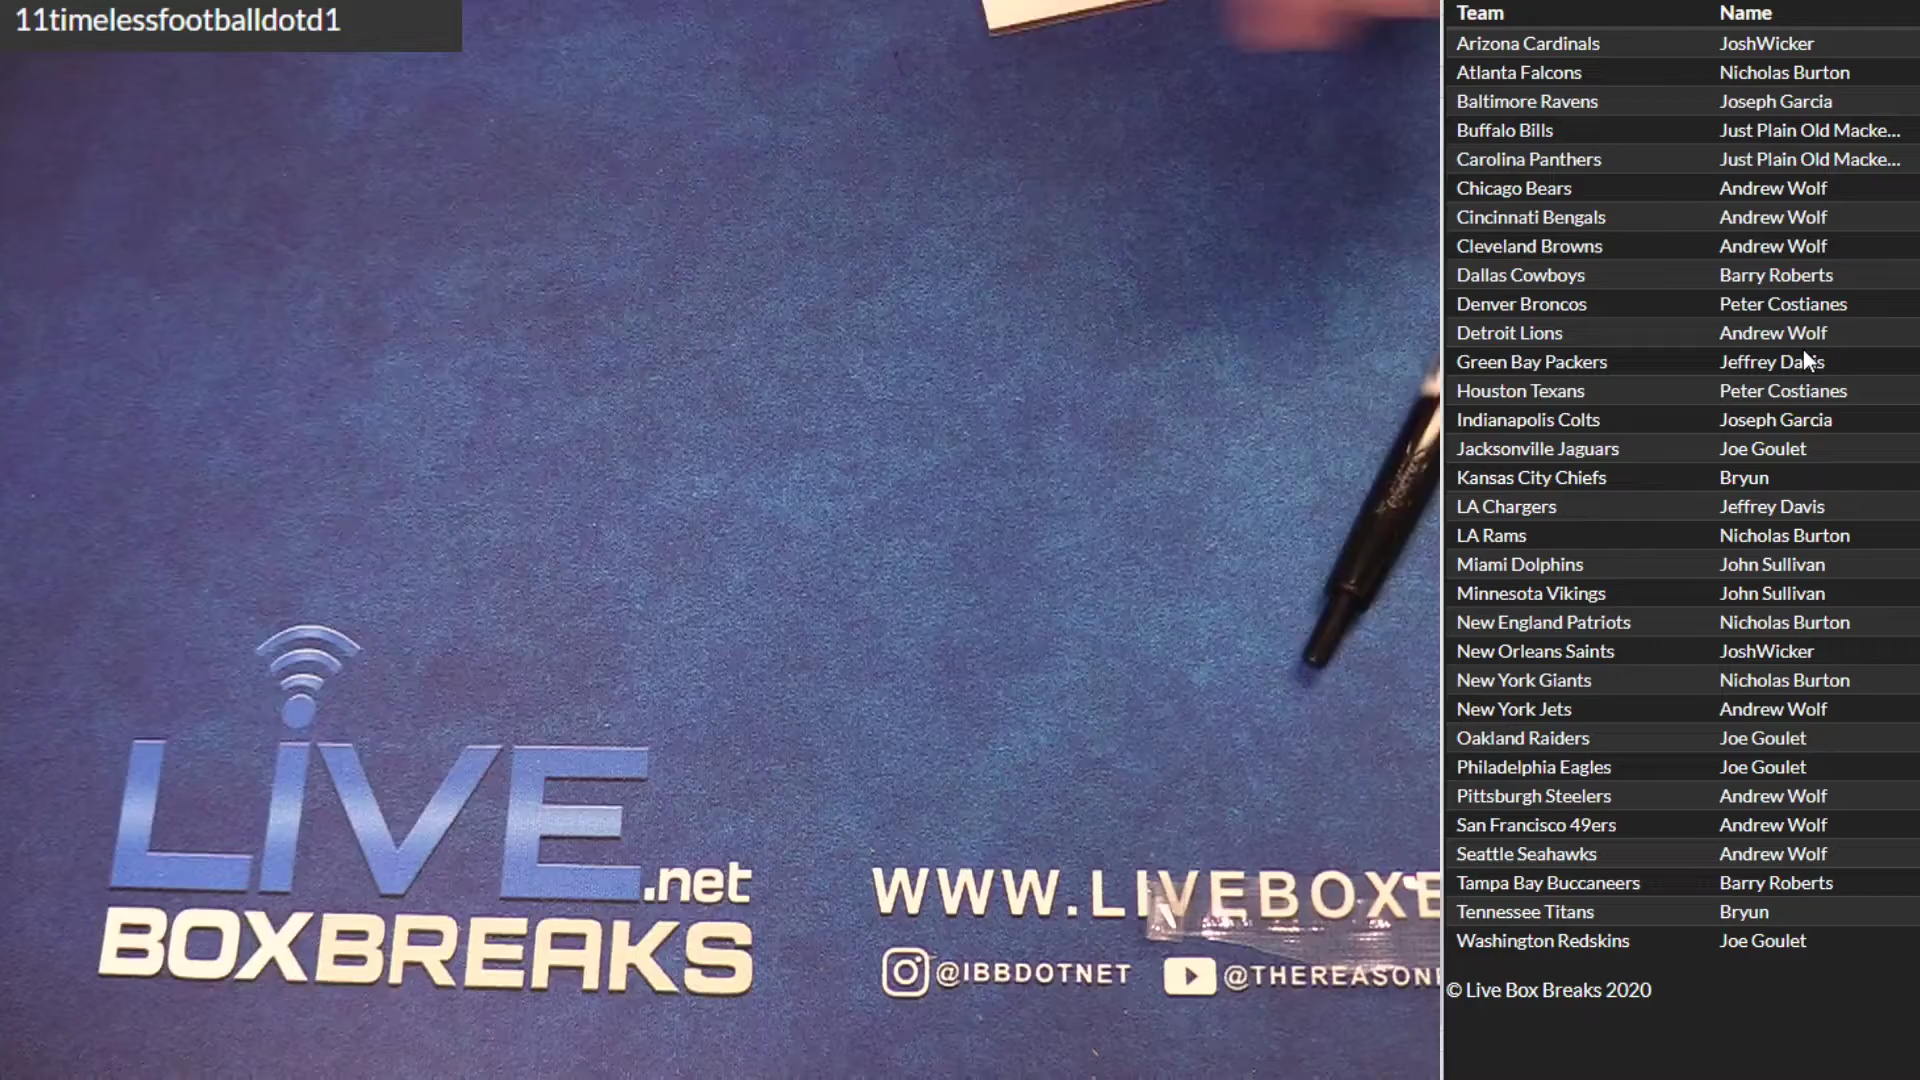 11timelessfootballdotd1
Team Name
Arizona Cardinals JoshWicker
Atlanta Falcons Nicholas Burton
Baltimore Ravens Joseph Garcia
Buffalo Bills Just Plain Old Macke...
Carolina Panthers Just Plain Old Macke...
Chicago Bears Andrew Wolf
Cincinnati Bengals Andrew Wolf
Cleveland Browns Andrew Wolf
Dallas Cowboys Barry Roberts
Denver Broncos Peter Costianes
Detroit Lions Andrew Wolf
Green Bay Packers Jeffrey Davis
Houston Texans Peter Costianes
Indianapolis Colts Joseph Garcia
Jacksonville Jaguars Joe Goulet
Kansas City Chiefs Bryun
LA Chargers Jeffrey Davis
LA Rams Nicholas Burton
Miami Dolphins John Sullivan
Minnesota Vikings John Sullivan
New England Patriots Nicholas Burton
New Orleans Saints JoshWicker
New York Giants Nicholas Burton
New York Jets Andrew Wolf
Oakland Raiders Joe Goulet
Philadelphia Eagles Joe Goulet
Pittsburgh Steelers Andrew Wolf
San Francisco 49ers Andrew Wolf
Seattle Seahawks Andrew Wolf
Tampa Bay Buccaneers Barry Roberts
Tennessee Titans Bryun
Washington Redskins Joe Goulet
© Live Box Breaks 2020
LiVE.net
BOXBREAKS
WWW.LIVEBOX
@IBBDOTNET @THEREASON